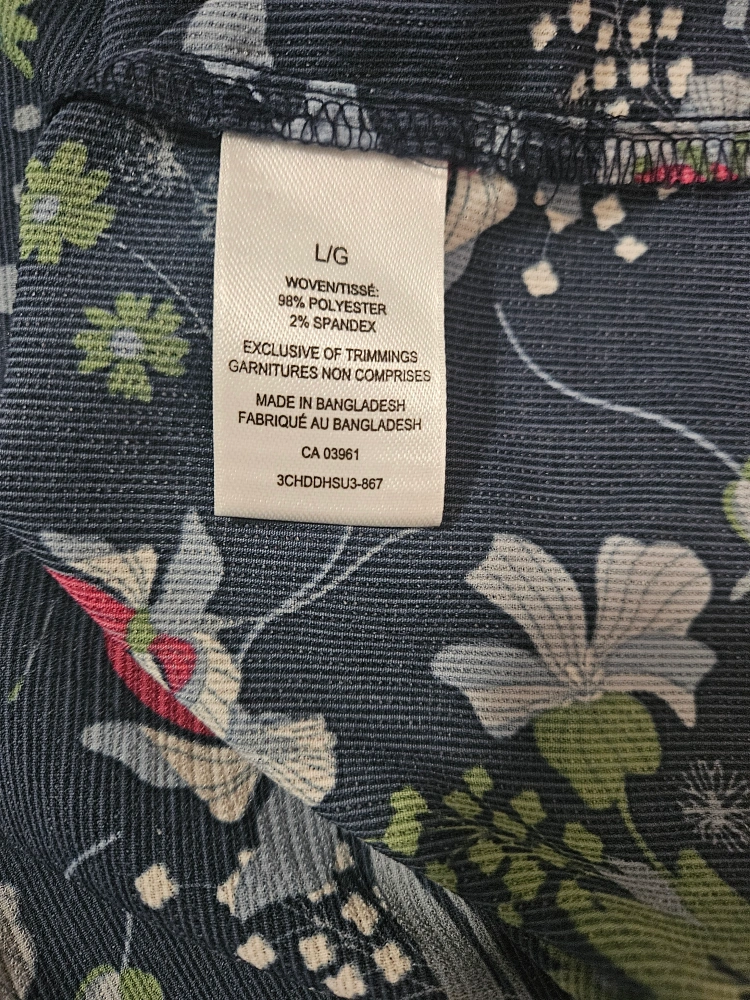 L/G
WOVEN/TISSÉ:
98% POLYESTER
2% SPANDEX
EXCLUSIVE OF TRIMMINGS
GARNITURES NON COMPRISES
MADE IN BANGLADESH
FABRIQUÉ AU BANGLADESH
CA 03961
3CHDDHSU3-867